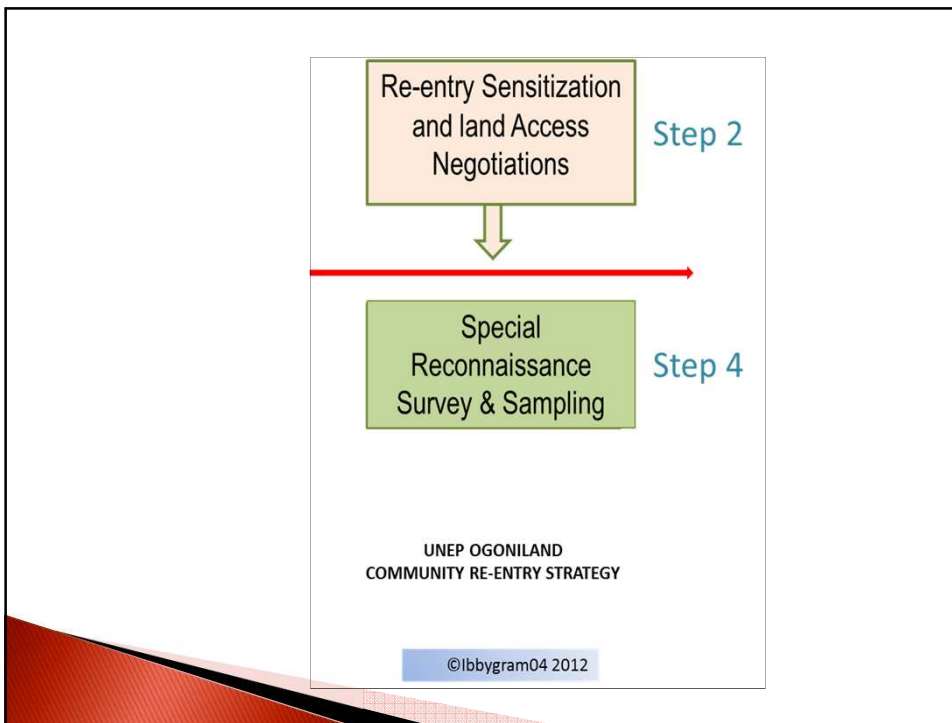 Re-entry Sensitization
and land Access
Negotiations
Step 2
Special
Reconnaissance
Survey & Sampling
Step 4
UNEP OGONILAND
COMMUNITY RE-ENTRY STRATEGY
©Ibbygram04 2012